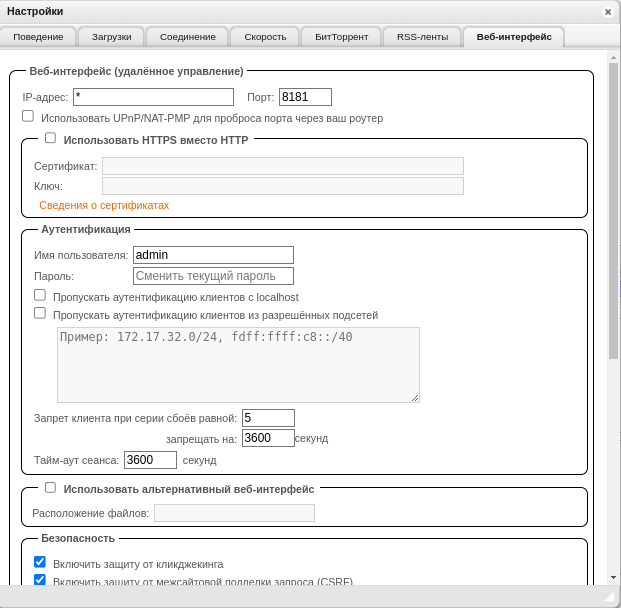 Настройки
Поведение Загрузки Соединение Скорость БитТоррент RSS-ленты Веб-интерфейс
Веб-интерфейс (удалённое управление)
IP-адрес: * Порт: 8181
Использовать UPnP/NAT-PMP для проброса порта через ваш роутер
Использовать HTTPS вместо HTTP
Сертификат:
Ключ:
Сведения о сертификатах
Аутентификация
Имя пользователя: admin
Пароль: Сменить текущий пароль
Пропускать аутентификацию клиентов с localhost
Пропускать аутентификацию клиентов из разрешённых подсетей
Пример: 172.17.32.0/24, fdff:ffff:c8::/40
Запрет клиента при серии сбоёв равной: 5
запрещать на: 3600 секунд
Тайм-аут сеанса: 3600 секунд
Использовать альтернативный веб-интерфейс
Расположение файлов:
Безопасность
Включить защиту от кликджекинга
Включить защиту от межсайтовой подделки запроса (CSRF)